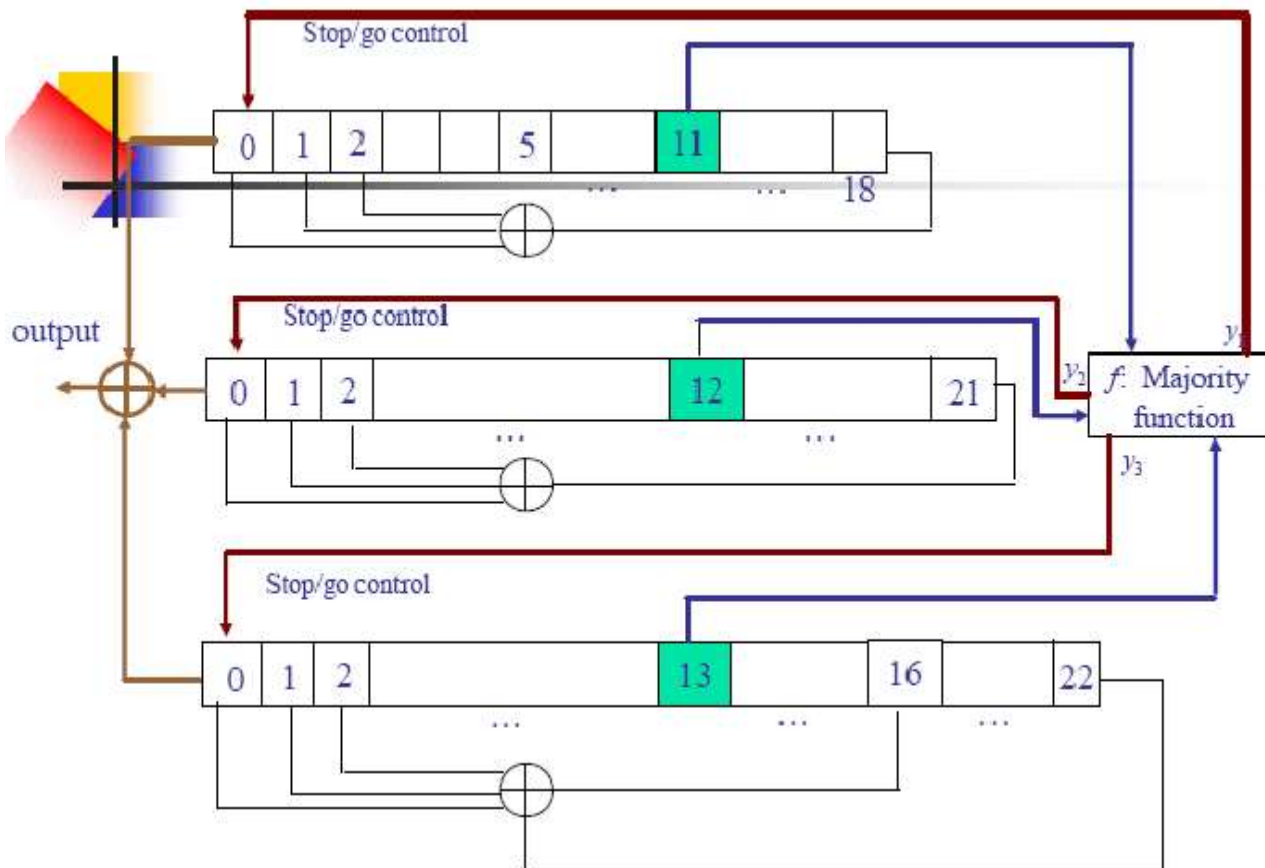 Stop/go control
0 1 2 5 11
... ... 18
Stop/go control
output
y1
y2
f: Majority
function
0 1 2 12 21
... ...
y3
Stop/go control
0 1 2 13 16 22
... ... ...